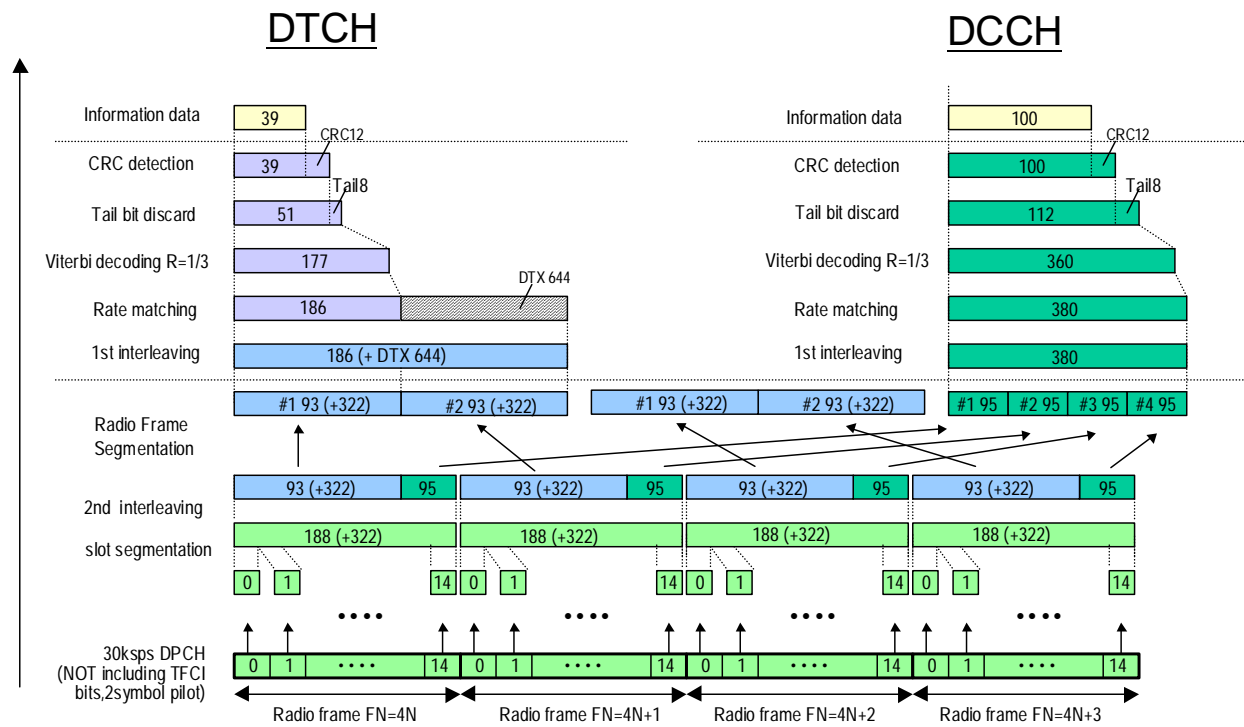 DTCH DCCH
Information data 39 Information data 100
CRC12 CRC12
CRC detection 39 CRC detection 100
Tail8 Tail8
Tail bit discard 51 Tail bit discard 112
Viterbi decoding R=1/3 177 Viterbi decoding R=1/3 360
DTX 644
Rate matching 186 Rate matching 380
1st interleaving 186 (+ DTX 644) 1st interleaving 380
#1 93 (+322) #2 93 (+322) #1 93 (+322) #2 93 (+322) #1 95 #2 95 #3 95 #4 95
Radio Frame
Segmentation
93 (+322) 95 93 (+322) 95 93 (+322) 95 93 (+322) 95
2nd interleaving
188 (+322) 188 (+322) 188 (+322) 188 (+322)
slot segmentation
0 1 14 0 1 14 0 1 14 0 1 14
• • • • • • • • • • • • • • • •
30ksps DPCH
(NOT including TFCI
bits,2symbol pilot)
0 1 • • • • 14 0 1 • • • • 14 0 1 • • • • 14 0 1 • • • • 14
Radio frame FN=4N Radio frame FN=4N+1 Radio frame FN=4N+2 Radio frame FN=4N+3